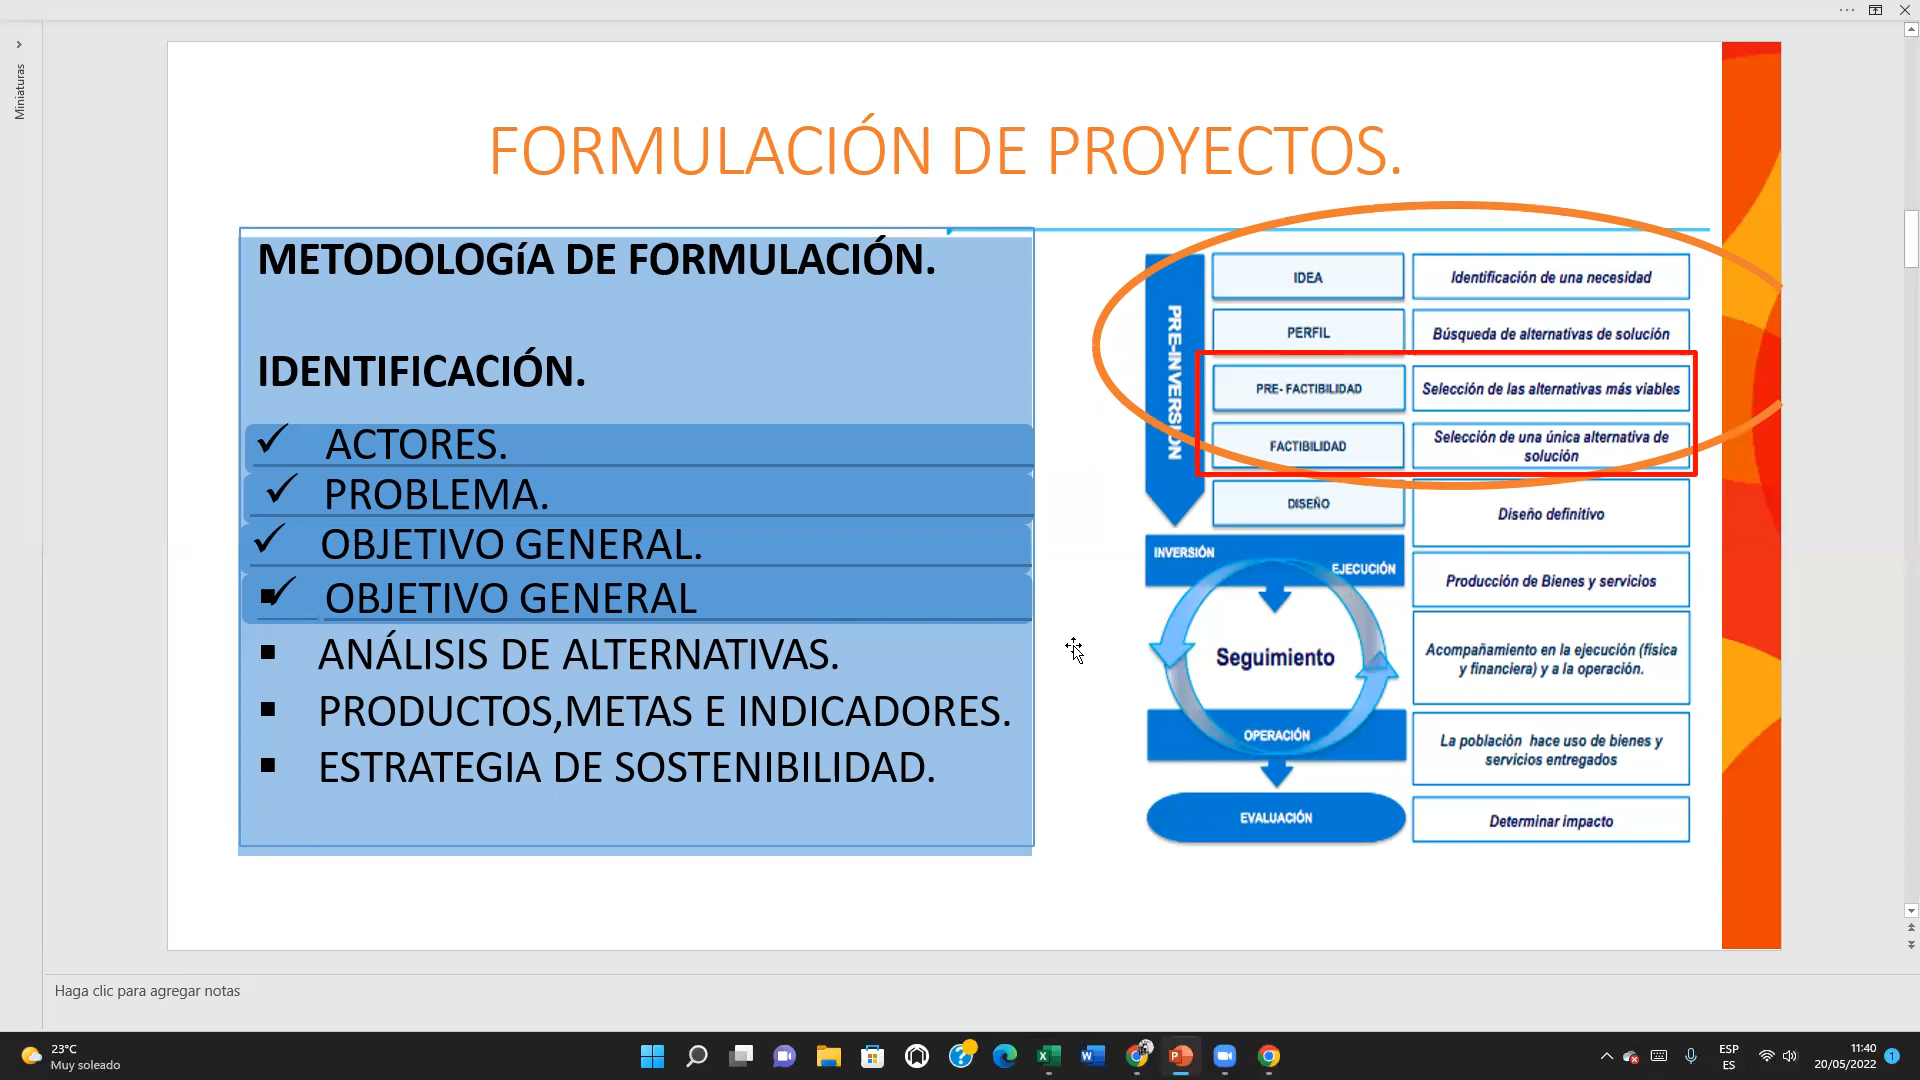 Miniaturas
FORMULACIÓN DE PROYECTOS.
METODOLOGíA DE FORMULACIÓN.
IDENTIFICACIÓN.
ACTORES.
PROBLEMA.
OBJETIVO GENERAL.
OBJETIVO GENERAL
ANÁLISIS DE ALTERNATIVAS.
PRODUCTOS,METAS E INDICADORES.
ESTRATEGIA DE SOSTENIBILIDAD.
PRE-INVERSIÓN
IDEA
Identificación de una necesidad
PERFIL
Búsqueda de alternativas de solución
PRE- FACTIBILIDAD
Selección de las alternativas más viables
FACTIBILIDAD
Selección de una única alternativa de
solución
DISEÑO
Diseño definitivo
INVERSIÓN
EJECUCIÓN
Producción de Bienes y servicios
Seguimiento
Acompañamiento en la ejecución (física
y financiera) y a la operación.
OPERACIÓN
La población hace uso de bienes y
servicios entregados
EVALUACIÓN
Determinar impacto
Haga clic para agregar notas
23°C
Muy soleado
ESP
ES
11:40
20/05/2022
1